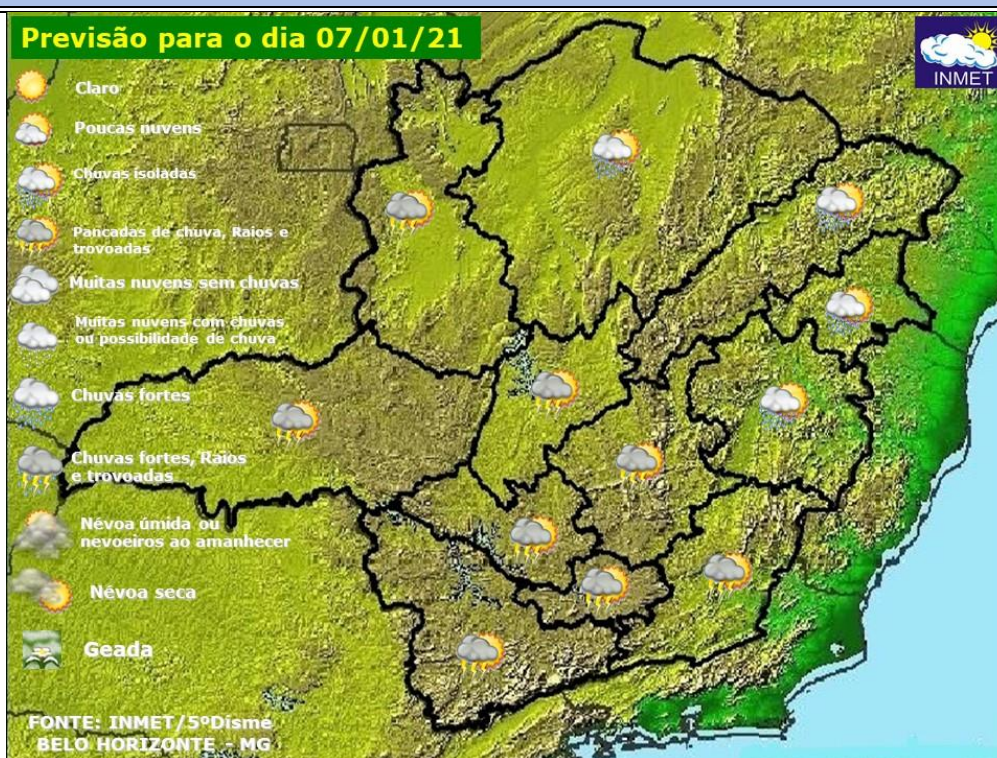 Previsão para o dia 07/01/21
INMET
Claro
Poucas nuvens
Chuvas isoladas
Pancadas de chuva, Raios e
trovoadas
Muitas nuvens sem chuvas
Muitas nuvens com chuvas
ou possibilidade de chuva
Chuvas fortes
Chuvas fortes, Raios
e trovoadas
Névoa úmida ou
nevoeiros ao amanhecer
Névoa seca
Geada
FONTE: INMET/5ºDisme
BELO HORIZONTE - MG